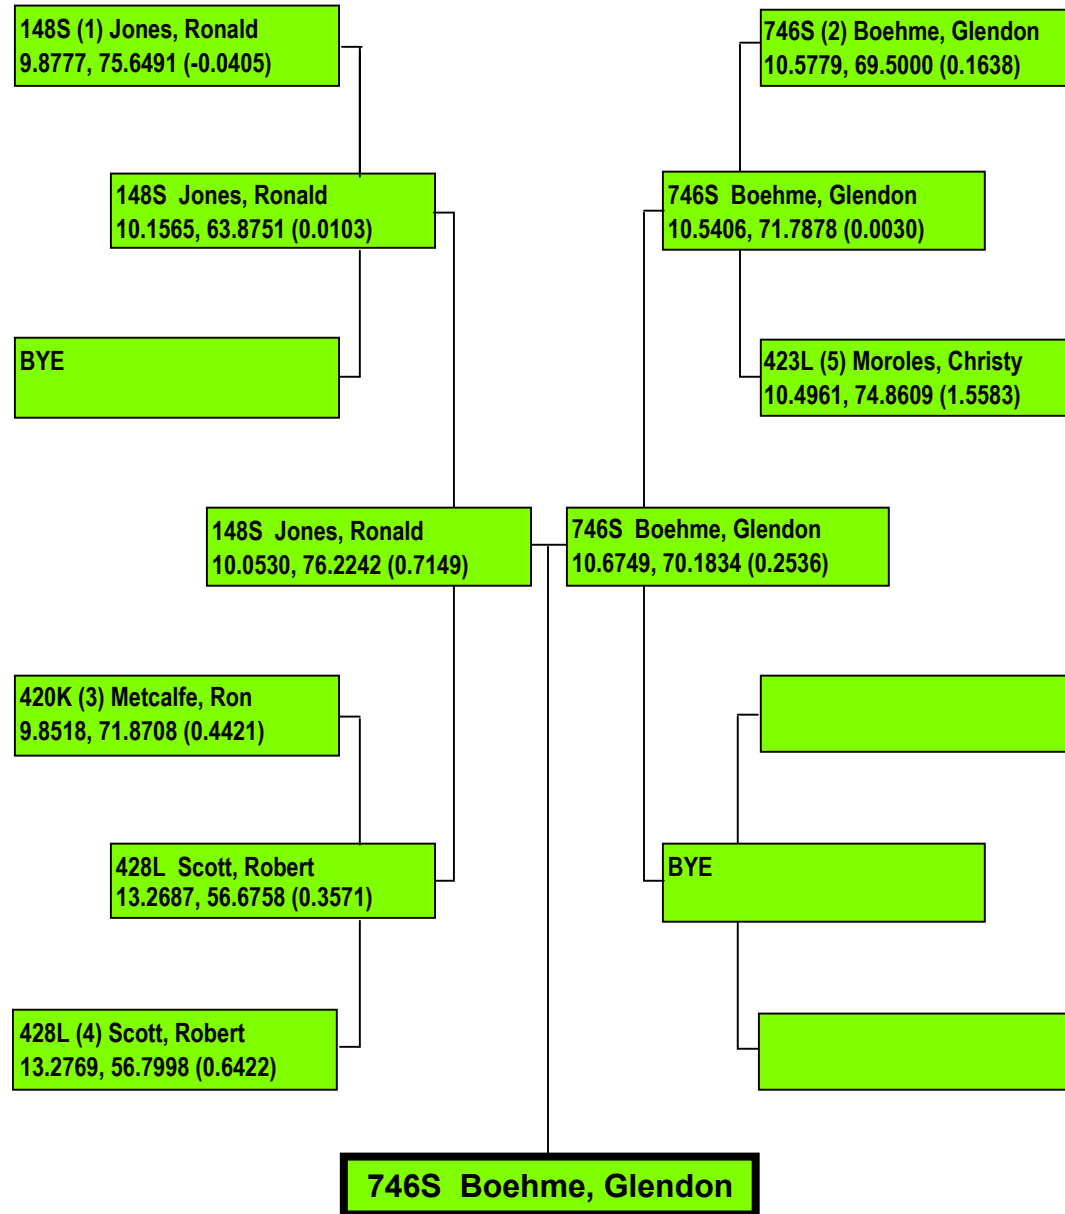 148S (1) Jones, Ronald
9.8777, 75.6491 (-0.0405)
746S (2) Boehme, Glendon
10.5779, 69.5000 (0.1638)
148S  Jones, Ronald
10.1565, 63.8751 (0.0103)
746S  Boehme, Glendon
10.5406, 71.7878 (0.0030)
BYE
423L (5) Moroles, Christy
10.4961, 74.8609 (1.5583)
148S  Jones, Ronald
10.0530, 76.2242 (0.7149)
746S  Boehme, Glendon
10.6749, 70.1834 (0.2536)
420K (3) Metcalfe, Ron
9.8518, 71.8708 (0.4421)
428L  Scott, Robert
13.2687, 56.6758 (0.3571)
BYE
428L (4) Scott, Robert
13.2769, 56.7998 (0.6422)
746S  Boehme, Glendon